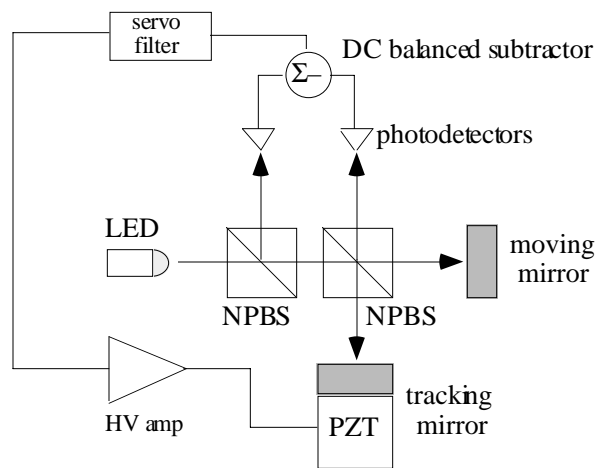 servo
filter
Σ–
DC balanced subtractor
photodetectors
LED
NPBS
NPBS
moving
mirror
HV amp
PZT
tracking
mirror